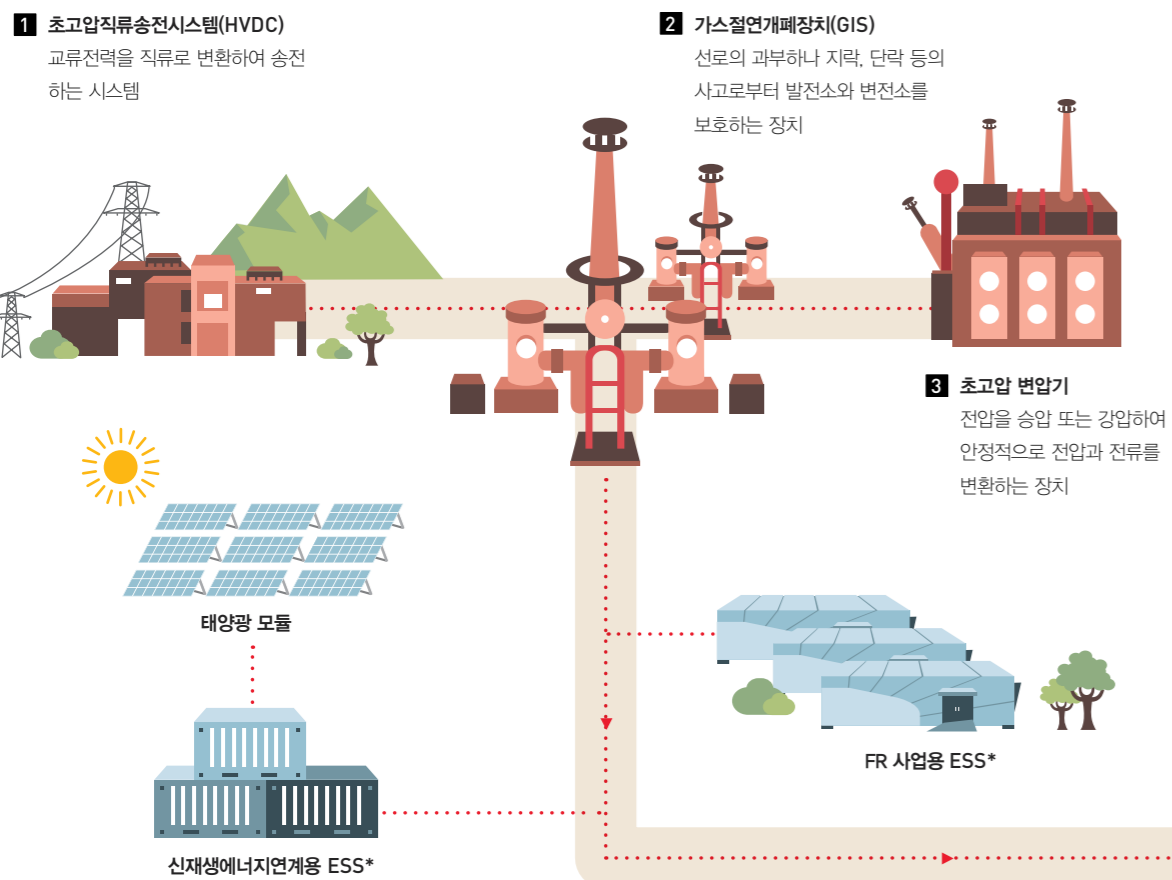 1 초고압직류송전시스템(HVDC)
교류전력을 직류로 변환하여 송전
하는 시스템
2 가스절연개폐장치(GIS)
선로의 과부하나 지락, 단락 등의
사고로부터 발전소와 변전소를
보호하는 장치
3 초고압 변압기
전압을 승압 또는 강압하여
안정적으로 전압과 전류를
변환하는 장치
태양광 모듈
FR 사업용 ESS*
신재생에너지연계용 ESS*